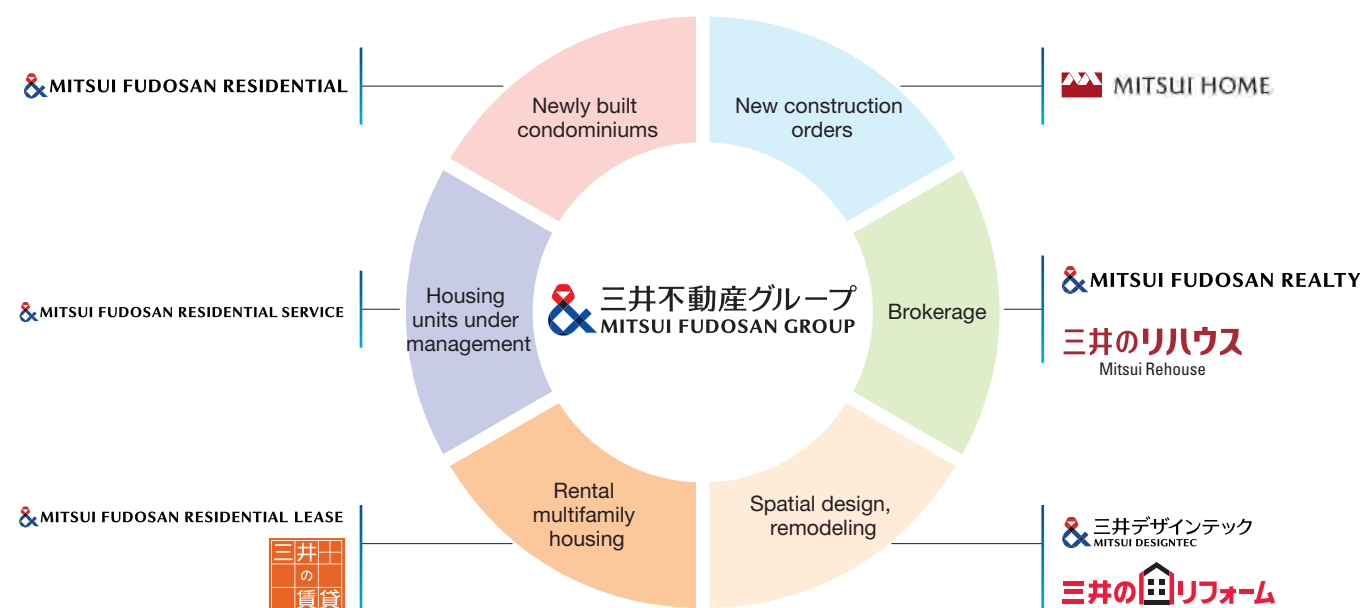 & MITSUI FUDOSAN RESIDENTIAL
Newly built
condominiums
New construction
orders
MITSUI HOME
& MITSUI FUDOSAN RESIDENTIAL SERVICE
Housing
units under
management
& 三井不動産グループ
MITSUI FUDOSAN GROUP
Brokerage
& MITSUI FUDOSAN REALTY
三井のリハウス
Mitsui Rehouse
& MITSUI FUDOSAN RESIDENTIAL LEASE
三井
の
賃貸
Rental
multifamily
housing
Spatial design,
remodeling
& 三井デザインテック
MITSUI DESIGNTEC
三井のリフォーム